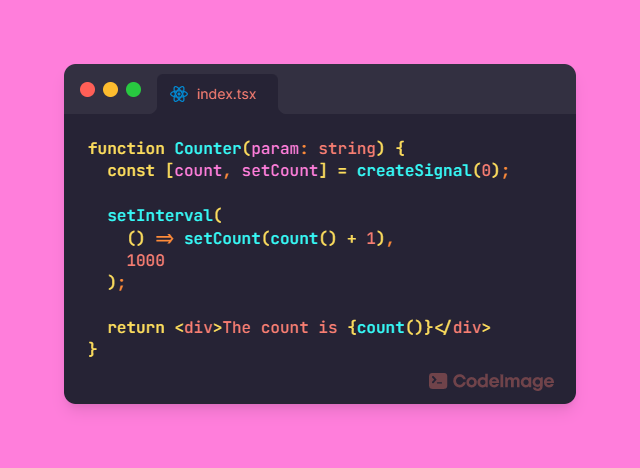 index.tsx
function Counter(param: string) {
  const [count, setCount] = createSignal(0);
  setInterval(
    () => setCount(count() + 1),
    1000
  );
  return <div>The count is {count()}</div>
}
CodeImage